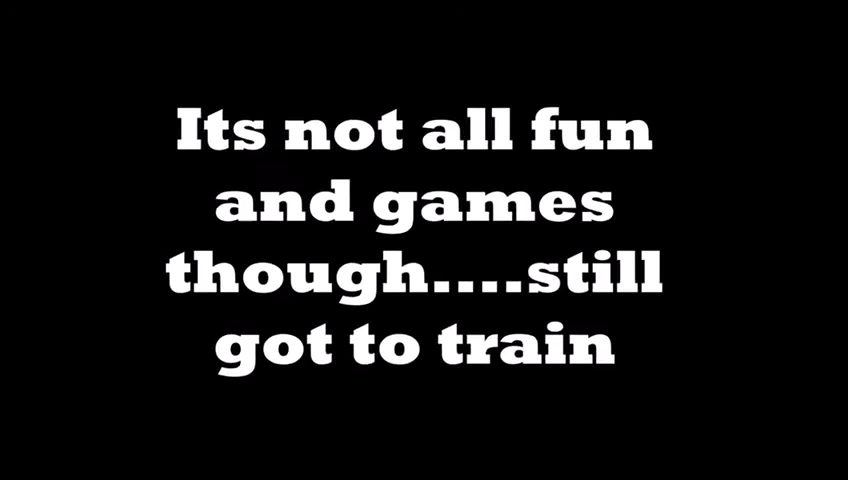 Its not all fun
and games
though....still
got to train